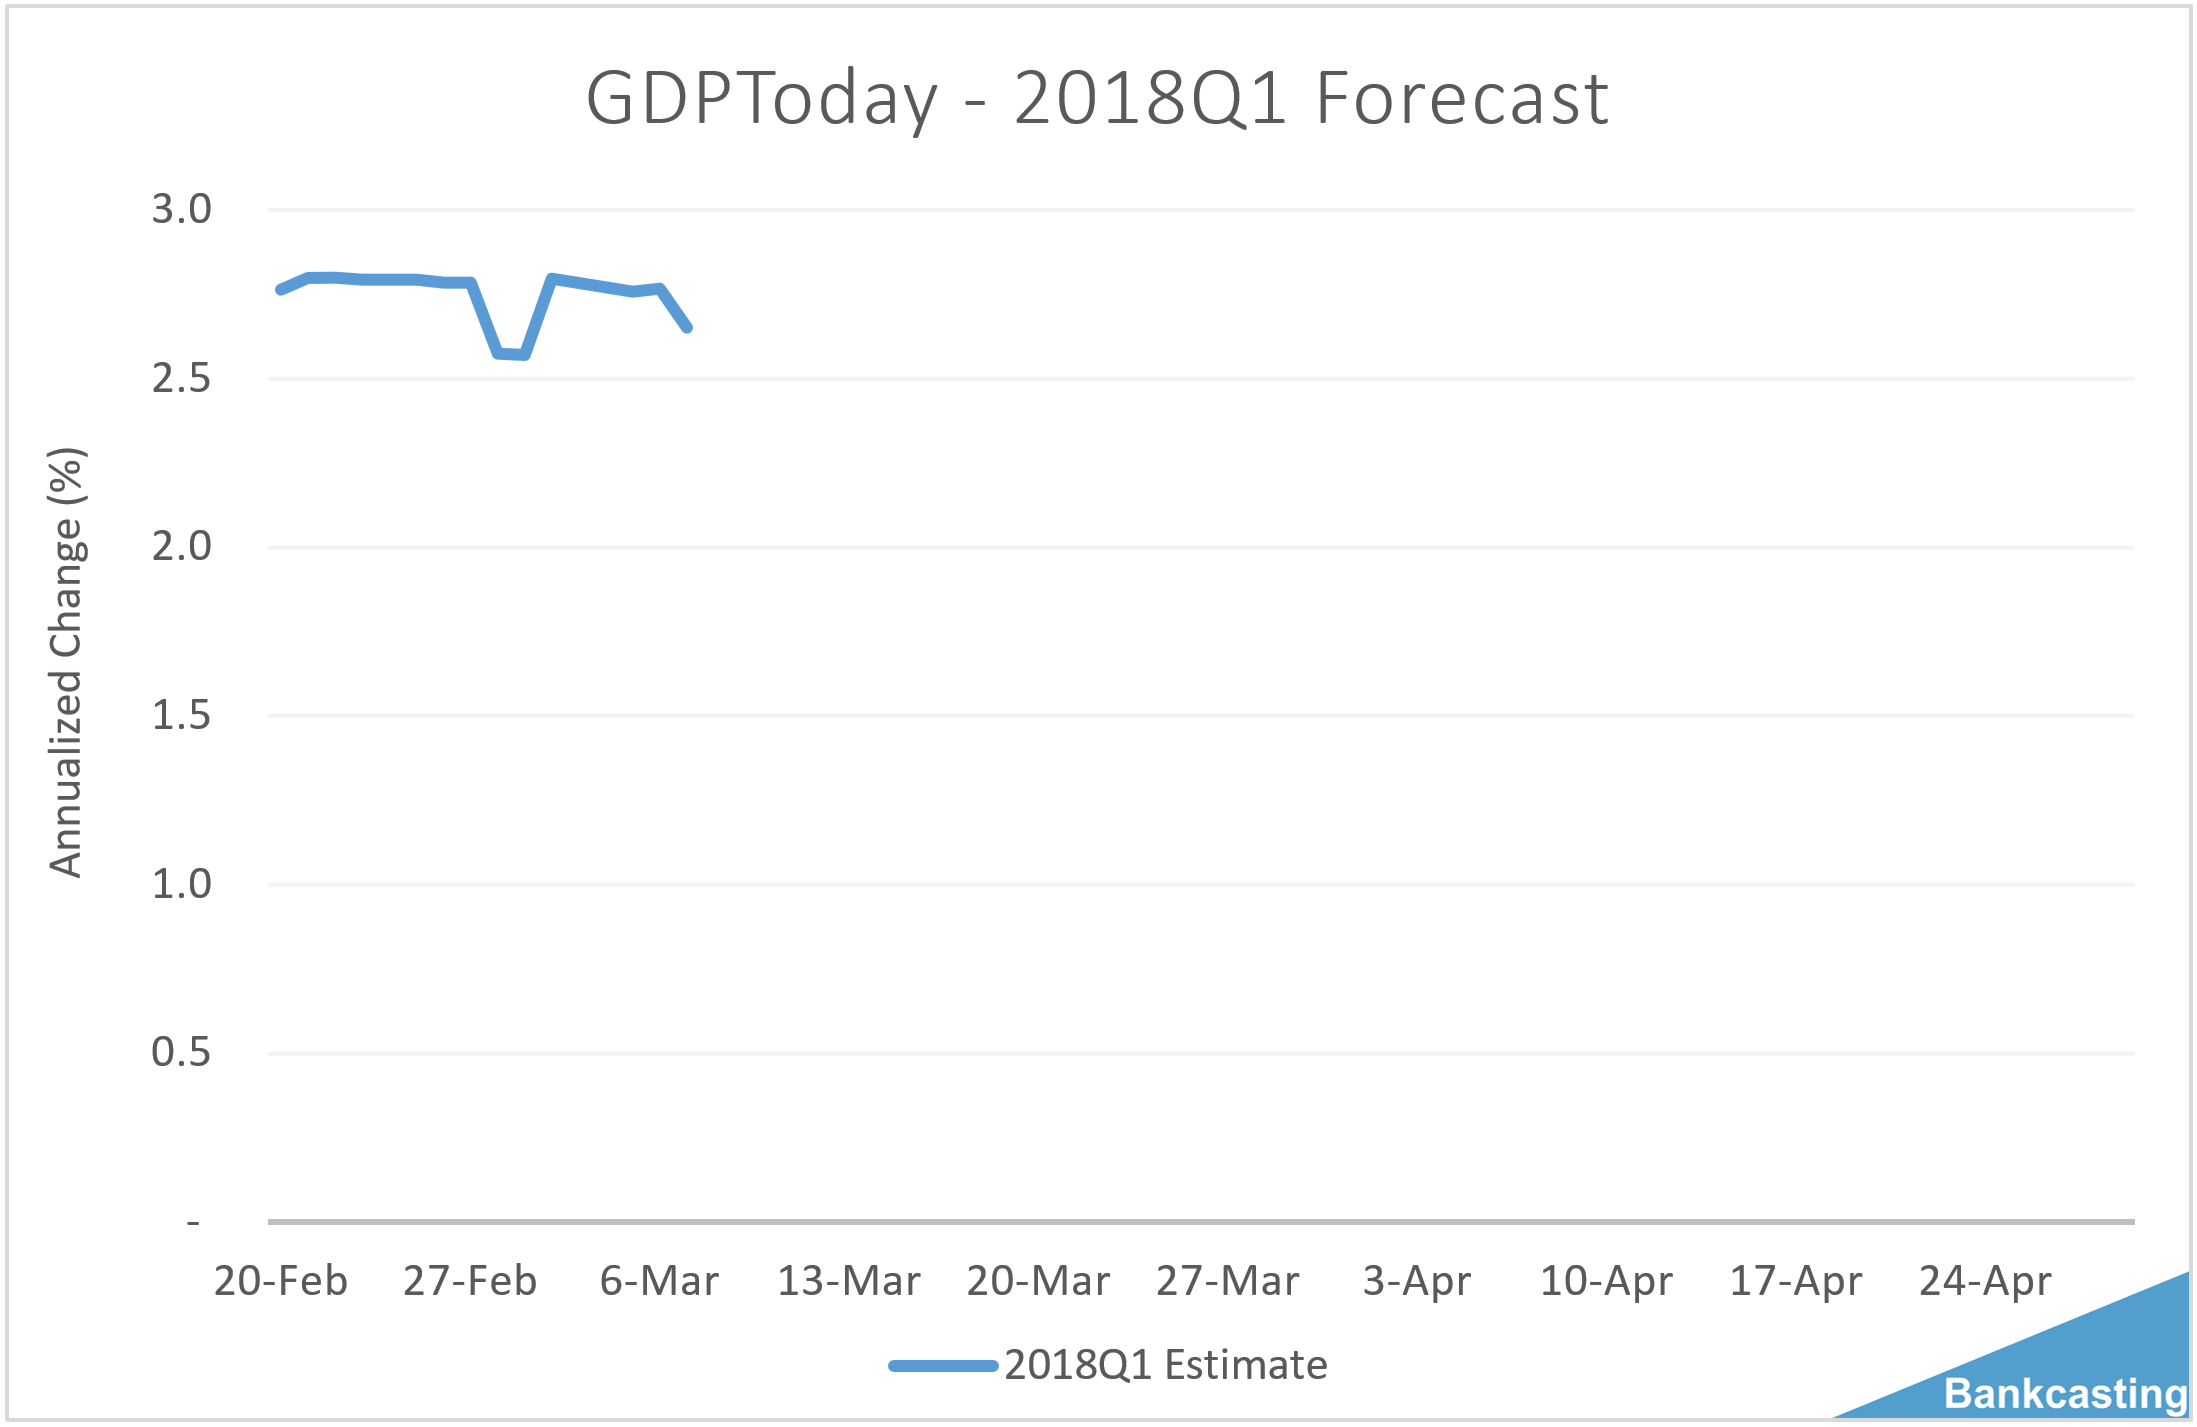 GDPToday - 2018Q1 Forecast
Annualized Change (%)
3.0
2.5
2.0
1.5
1.0
0.5
-
20-Feb 27-Feb 6-Mar 13-Mar 20-Mar 27-Mar 3-Apr 10-Apr 17-Apr 24-Apr
2018Q1 Estimate
Bankcasting